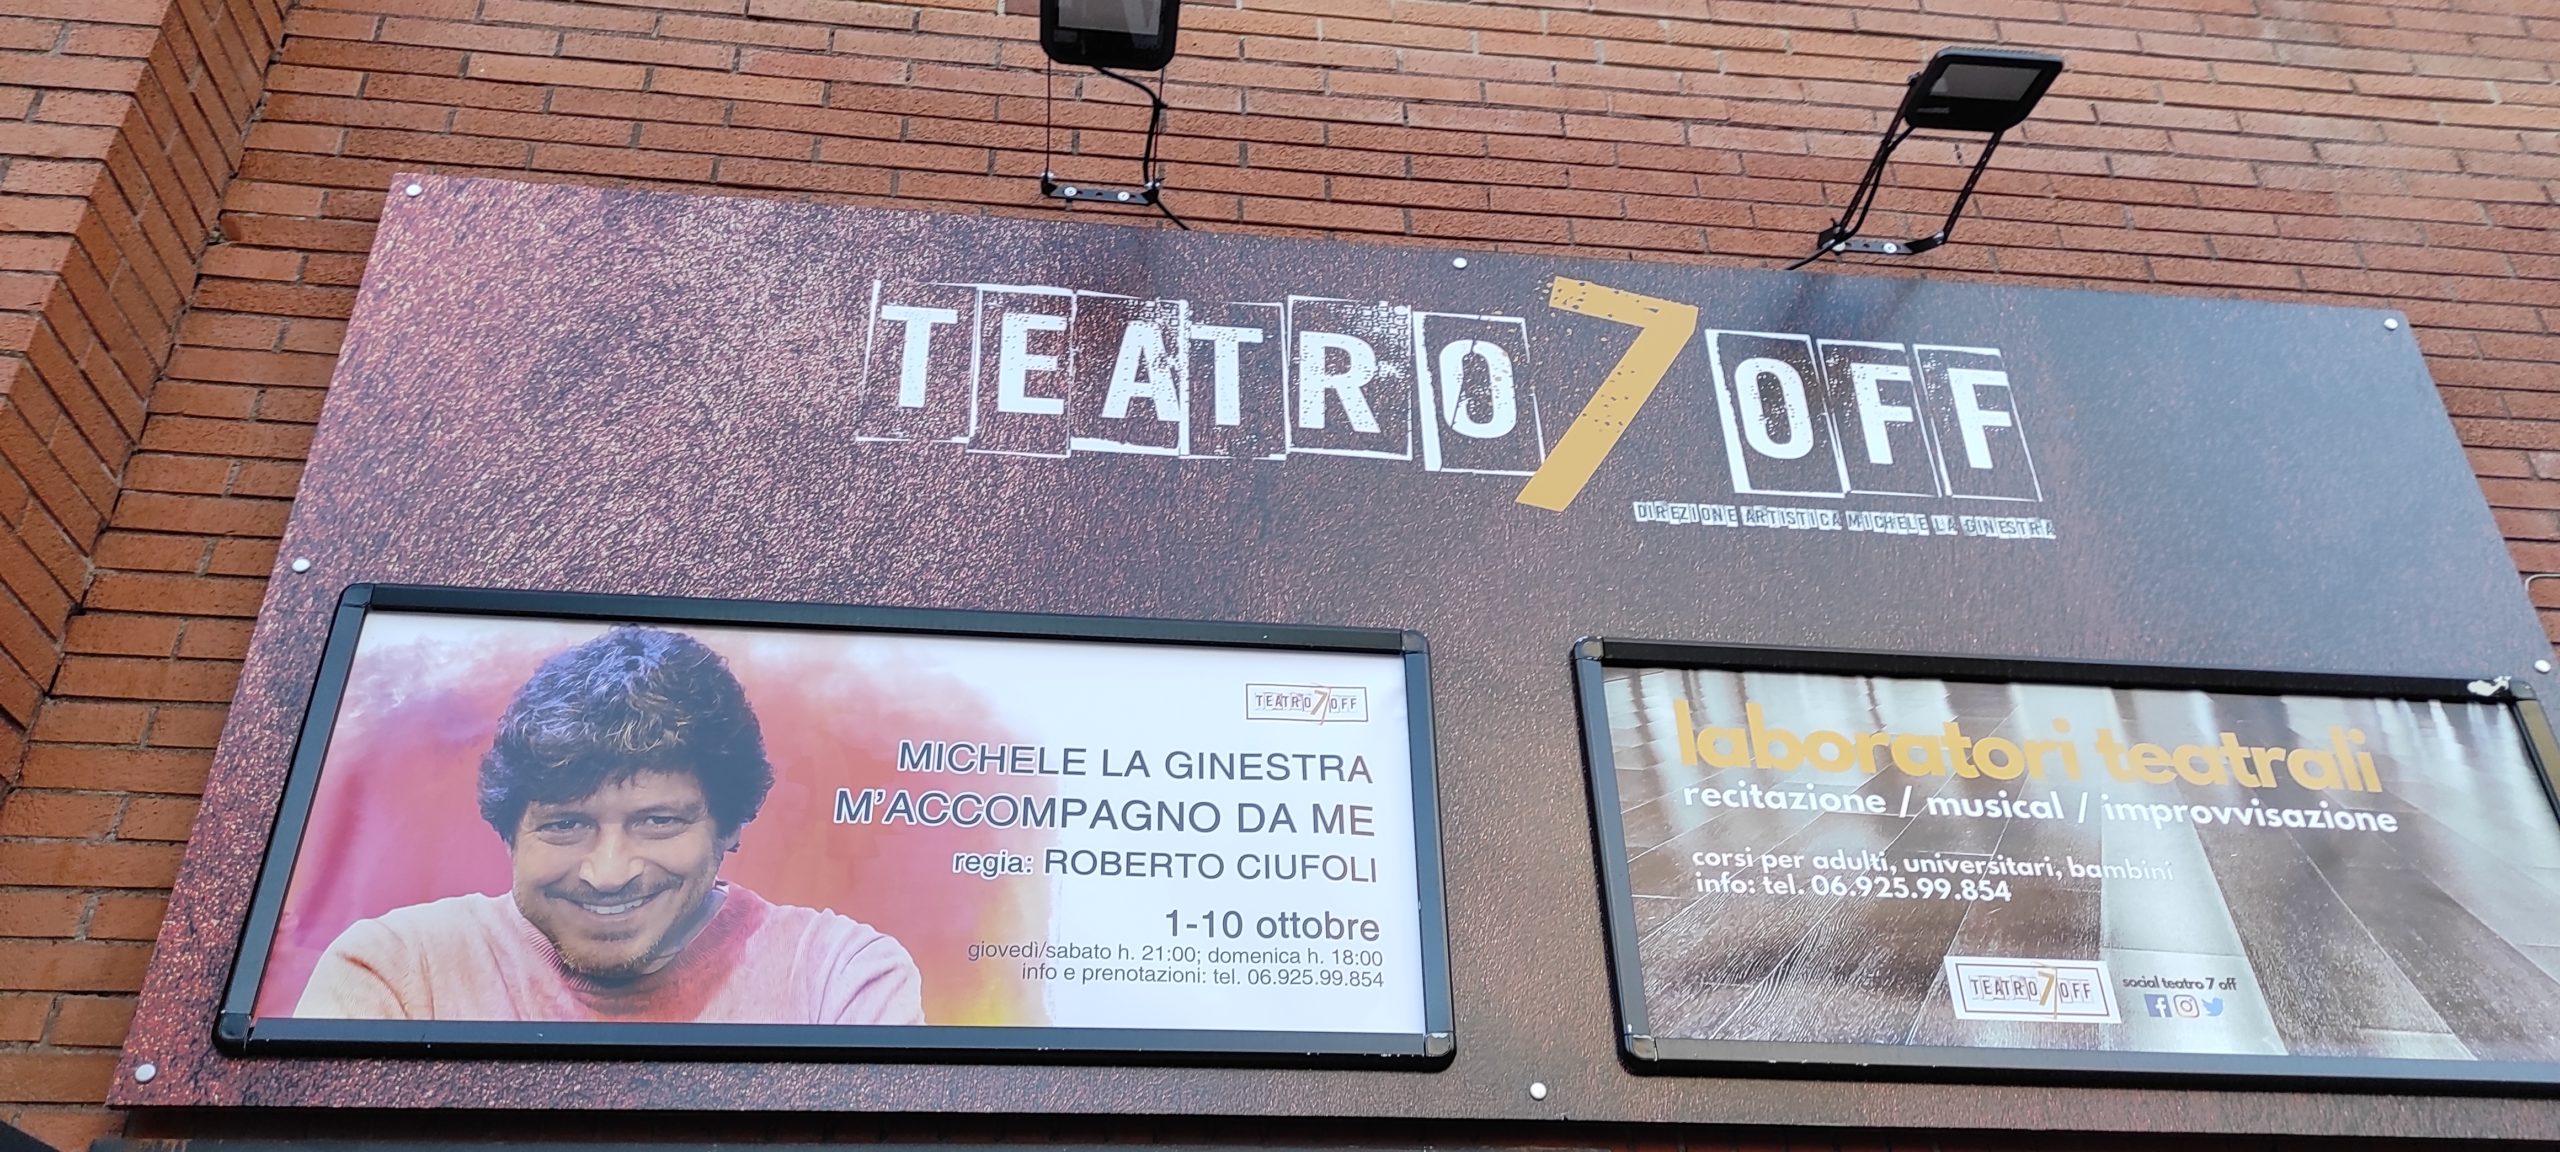 TEATRO 7 OFF
DIREZIONE ARTISTICA MICHELE LA GINESTRA
TEATRO 7 OFF
MICHELE LA GINESTRA
M'ACCOMPAGNO DA ME
regia: ROBERTO CIUFOLI
1-10 ottobre
giovedì/sabato h. 21:00; domenica h. 18:00
info e prenotazioni: tel. 06.925.99.854
laboratori teatrali
recitazione / musical / improvvisazione
corsi per adulti, universitari, bambini
info: tel. 06.925.99.854
TEATRO 7 OFF
social teatro 7 off